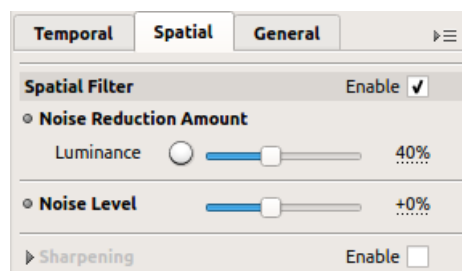 Temporal Spatial General
Spatial Filter Enable
Noise Reduction Amount
Luminance 40%
Noise Level +0%
Sharpening Enable